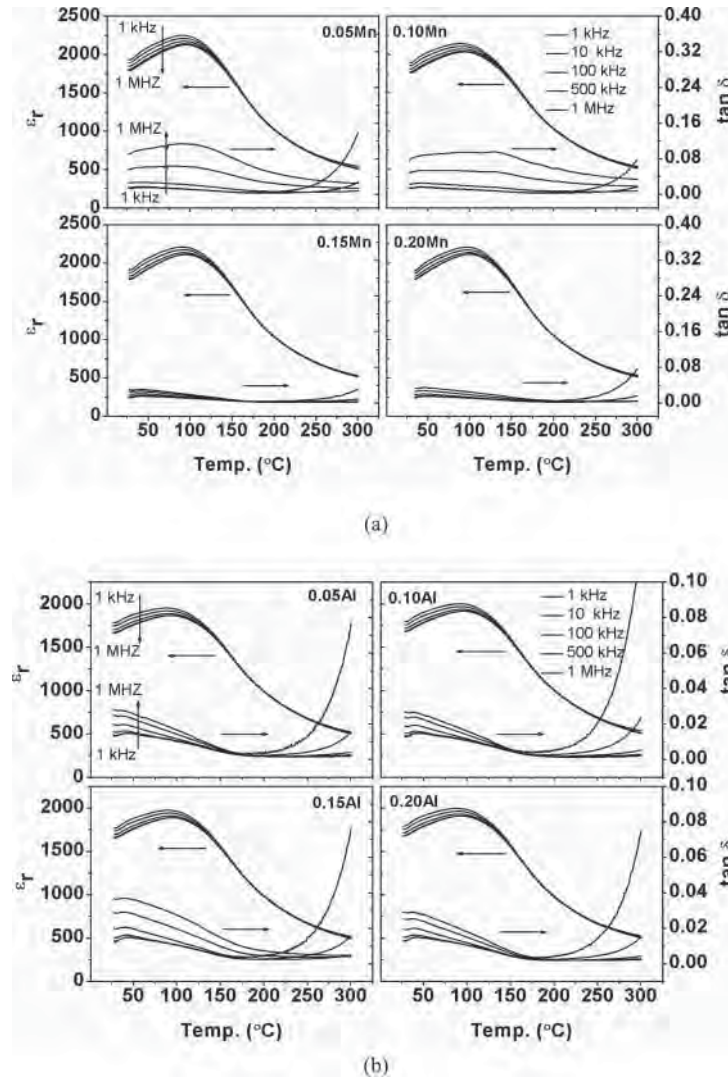 2500
2250
2000
1500
1000
500
0
1 kHz
1 MHZ
1 MHZ
1 kHz
εr
0.05Mn
0.10Mn
1 kHz
10 kHz
100 kHz
500 kHz
1 MHz
0.40
0.32
0.24
0.16
0.08
0.00
tan δ
2500
2000
1500
1000
500
0
εr
0.15Mn
0.20Mn
0.40
0.32
0.24
0.16
0.08
0.00
tan δ
50 100 150 200 250 300
50 100 150 200 250 300
Temp. (°C)
Temp. (°C)
(a)
2000
1500
1000
500
0
1 kHz
1 MHZ
1 MHZ
1 kHz
εr
0.05Al
0.10Al
1 kHz
10 kHz
100 kHz
500 kHz
1 MHz
0.10
0.08
0.06
0.04
0.02
0.00
tan δ
2000
1500
1000
500
0
εr
0.15Al
0.20Al
0.10
0.08
0.06
0.04
0.02
0.00
tan δ
50 100 150 200 250 300
50 100 150 200 250 300
Temp. (°C)
Temp. (°C)
(b)